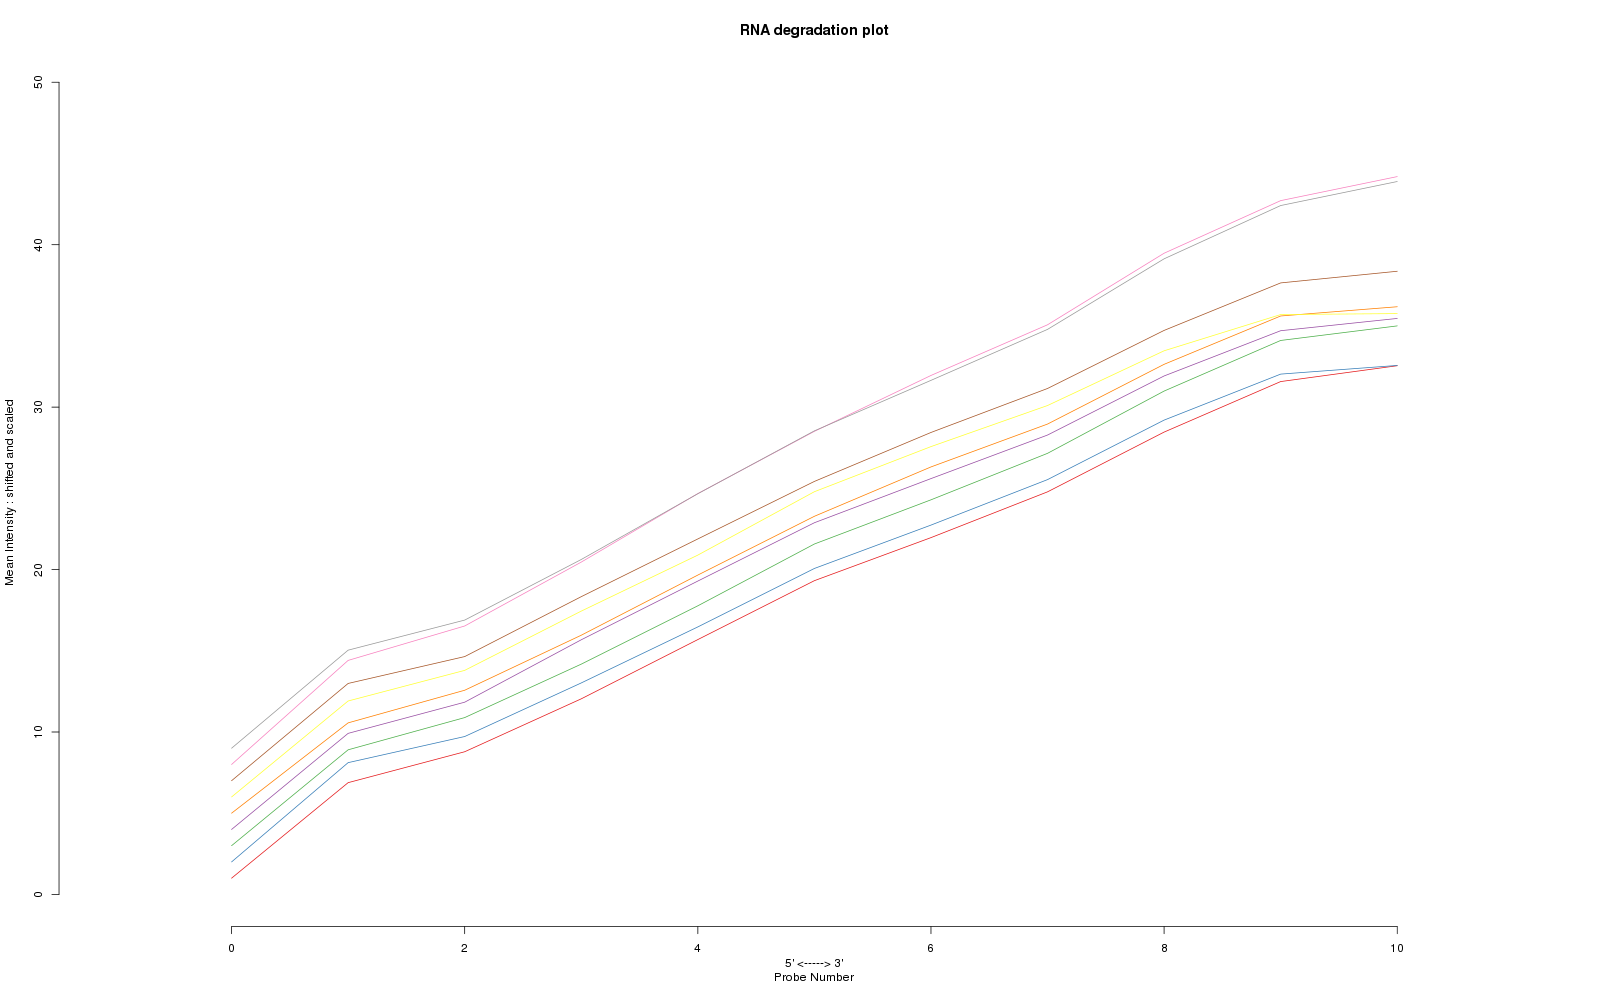 RNA degradation plot
Mean Intensity : shifted and scaled
50
40
30
20
10
0
0 2 4 6 8 10
5' <-----> 3'
Probe Number